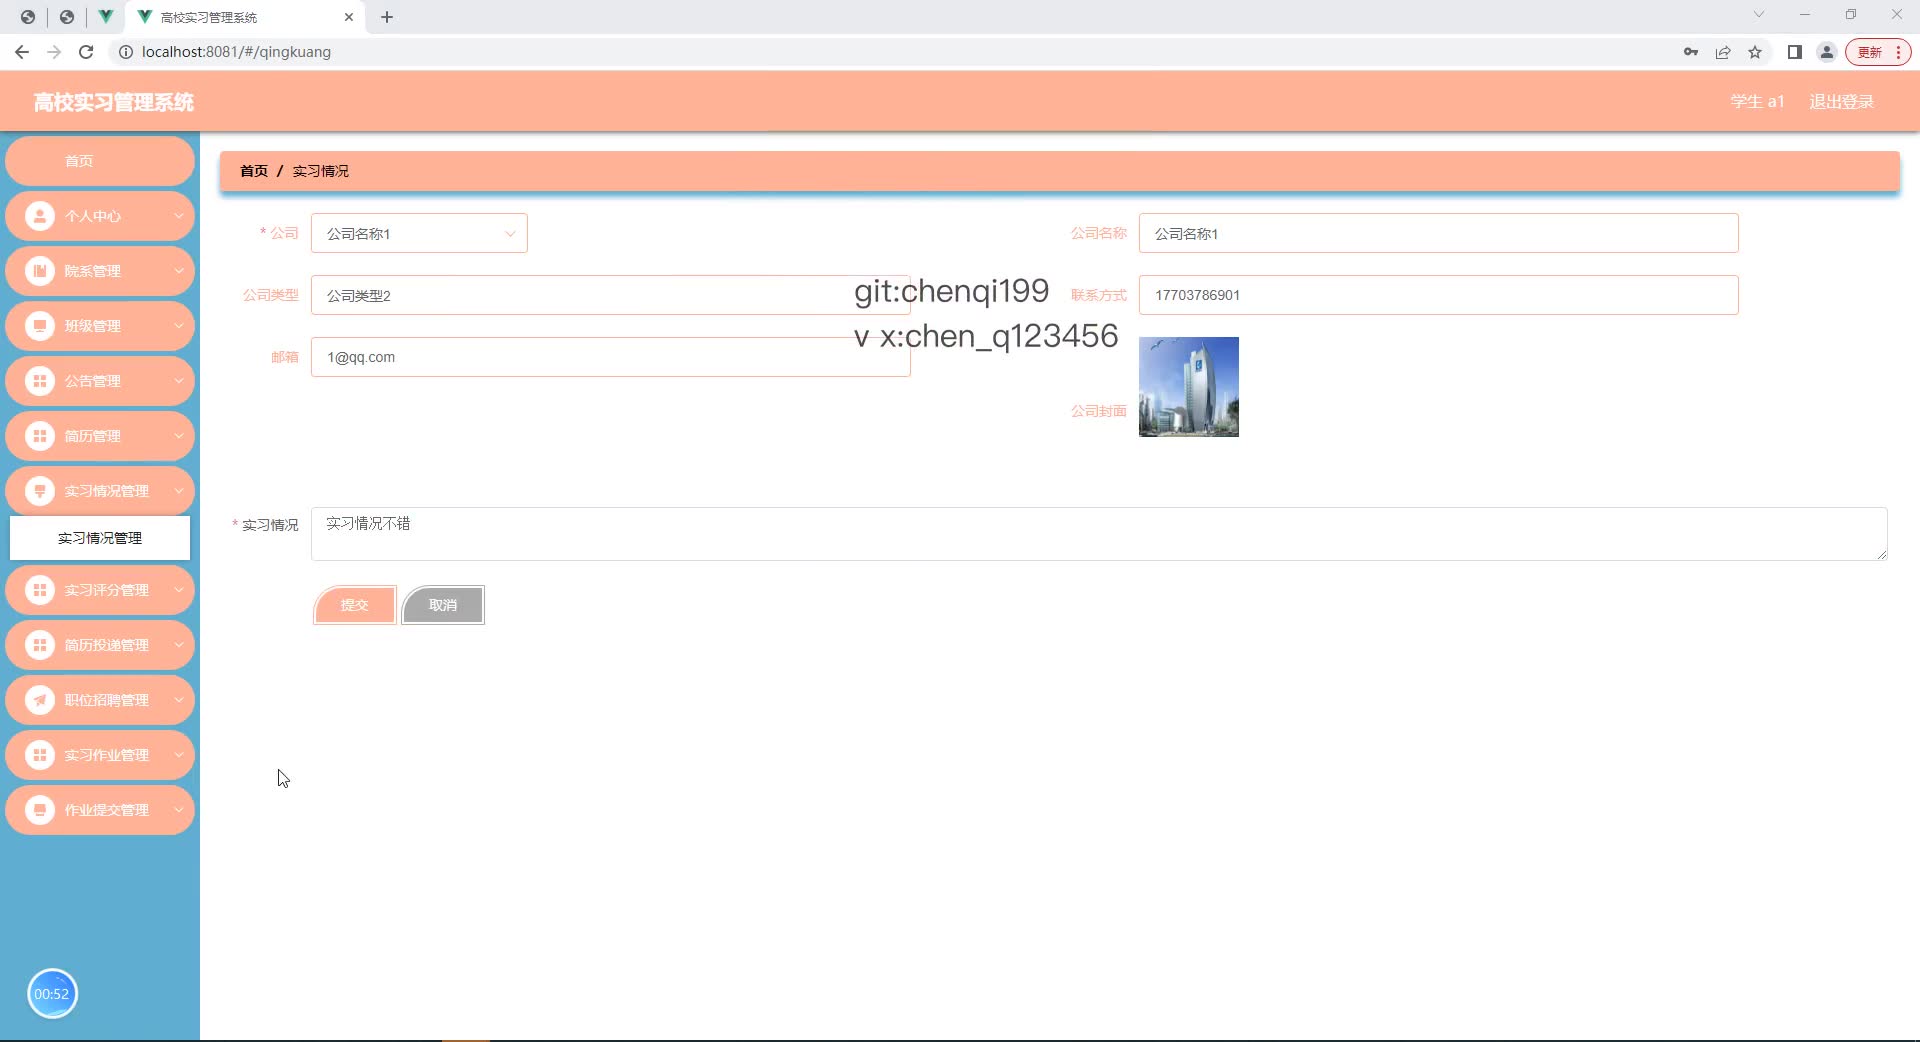 高校实习管理系统
localhost:8081/#/qingkuang
更新
高校实习管理系统
学生 a1 退出登录
首页
个人中心
院系管理
班级管理
公告管理
简历管理
实习情况管理
实习情况管理
实习评分管理
简历投递管理
职位招聘管理
实习作业管理
作业提交管理
00:52
首页 / 实习情况
* 公司 公司名称1
公司名称 公司名称1
公司类型 公司类型2
联系方式 17703786901
git:chenqi199
v x:chen_q123456
邮箱 1@qq.com
公司封面
* 实习情况 实习情况不错
提交 取消